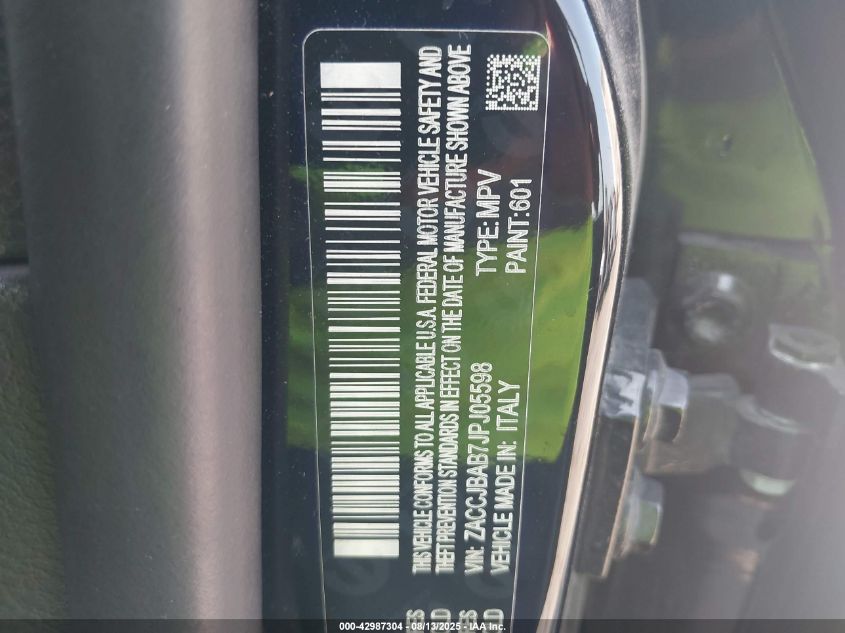 THIS VEHICLE CONFORMS TO ALL APPLICABLE U.S.A. FEDERAL MOTOR VEHICLE SAFETY AND
THEFT PREVENTION STANDARDS IN EFFECT ON THE DATE OF MANUFACTURE SHOWN ABOVE
VIN: ZACCJBAB7JPJ05598 TYPE: MPV
VEHICLE MADE IN: ITALY PAINT: 601
000-42987304 - 08/13/2025 - IAA Inc.